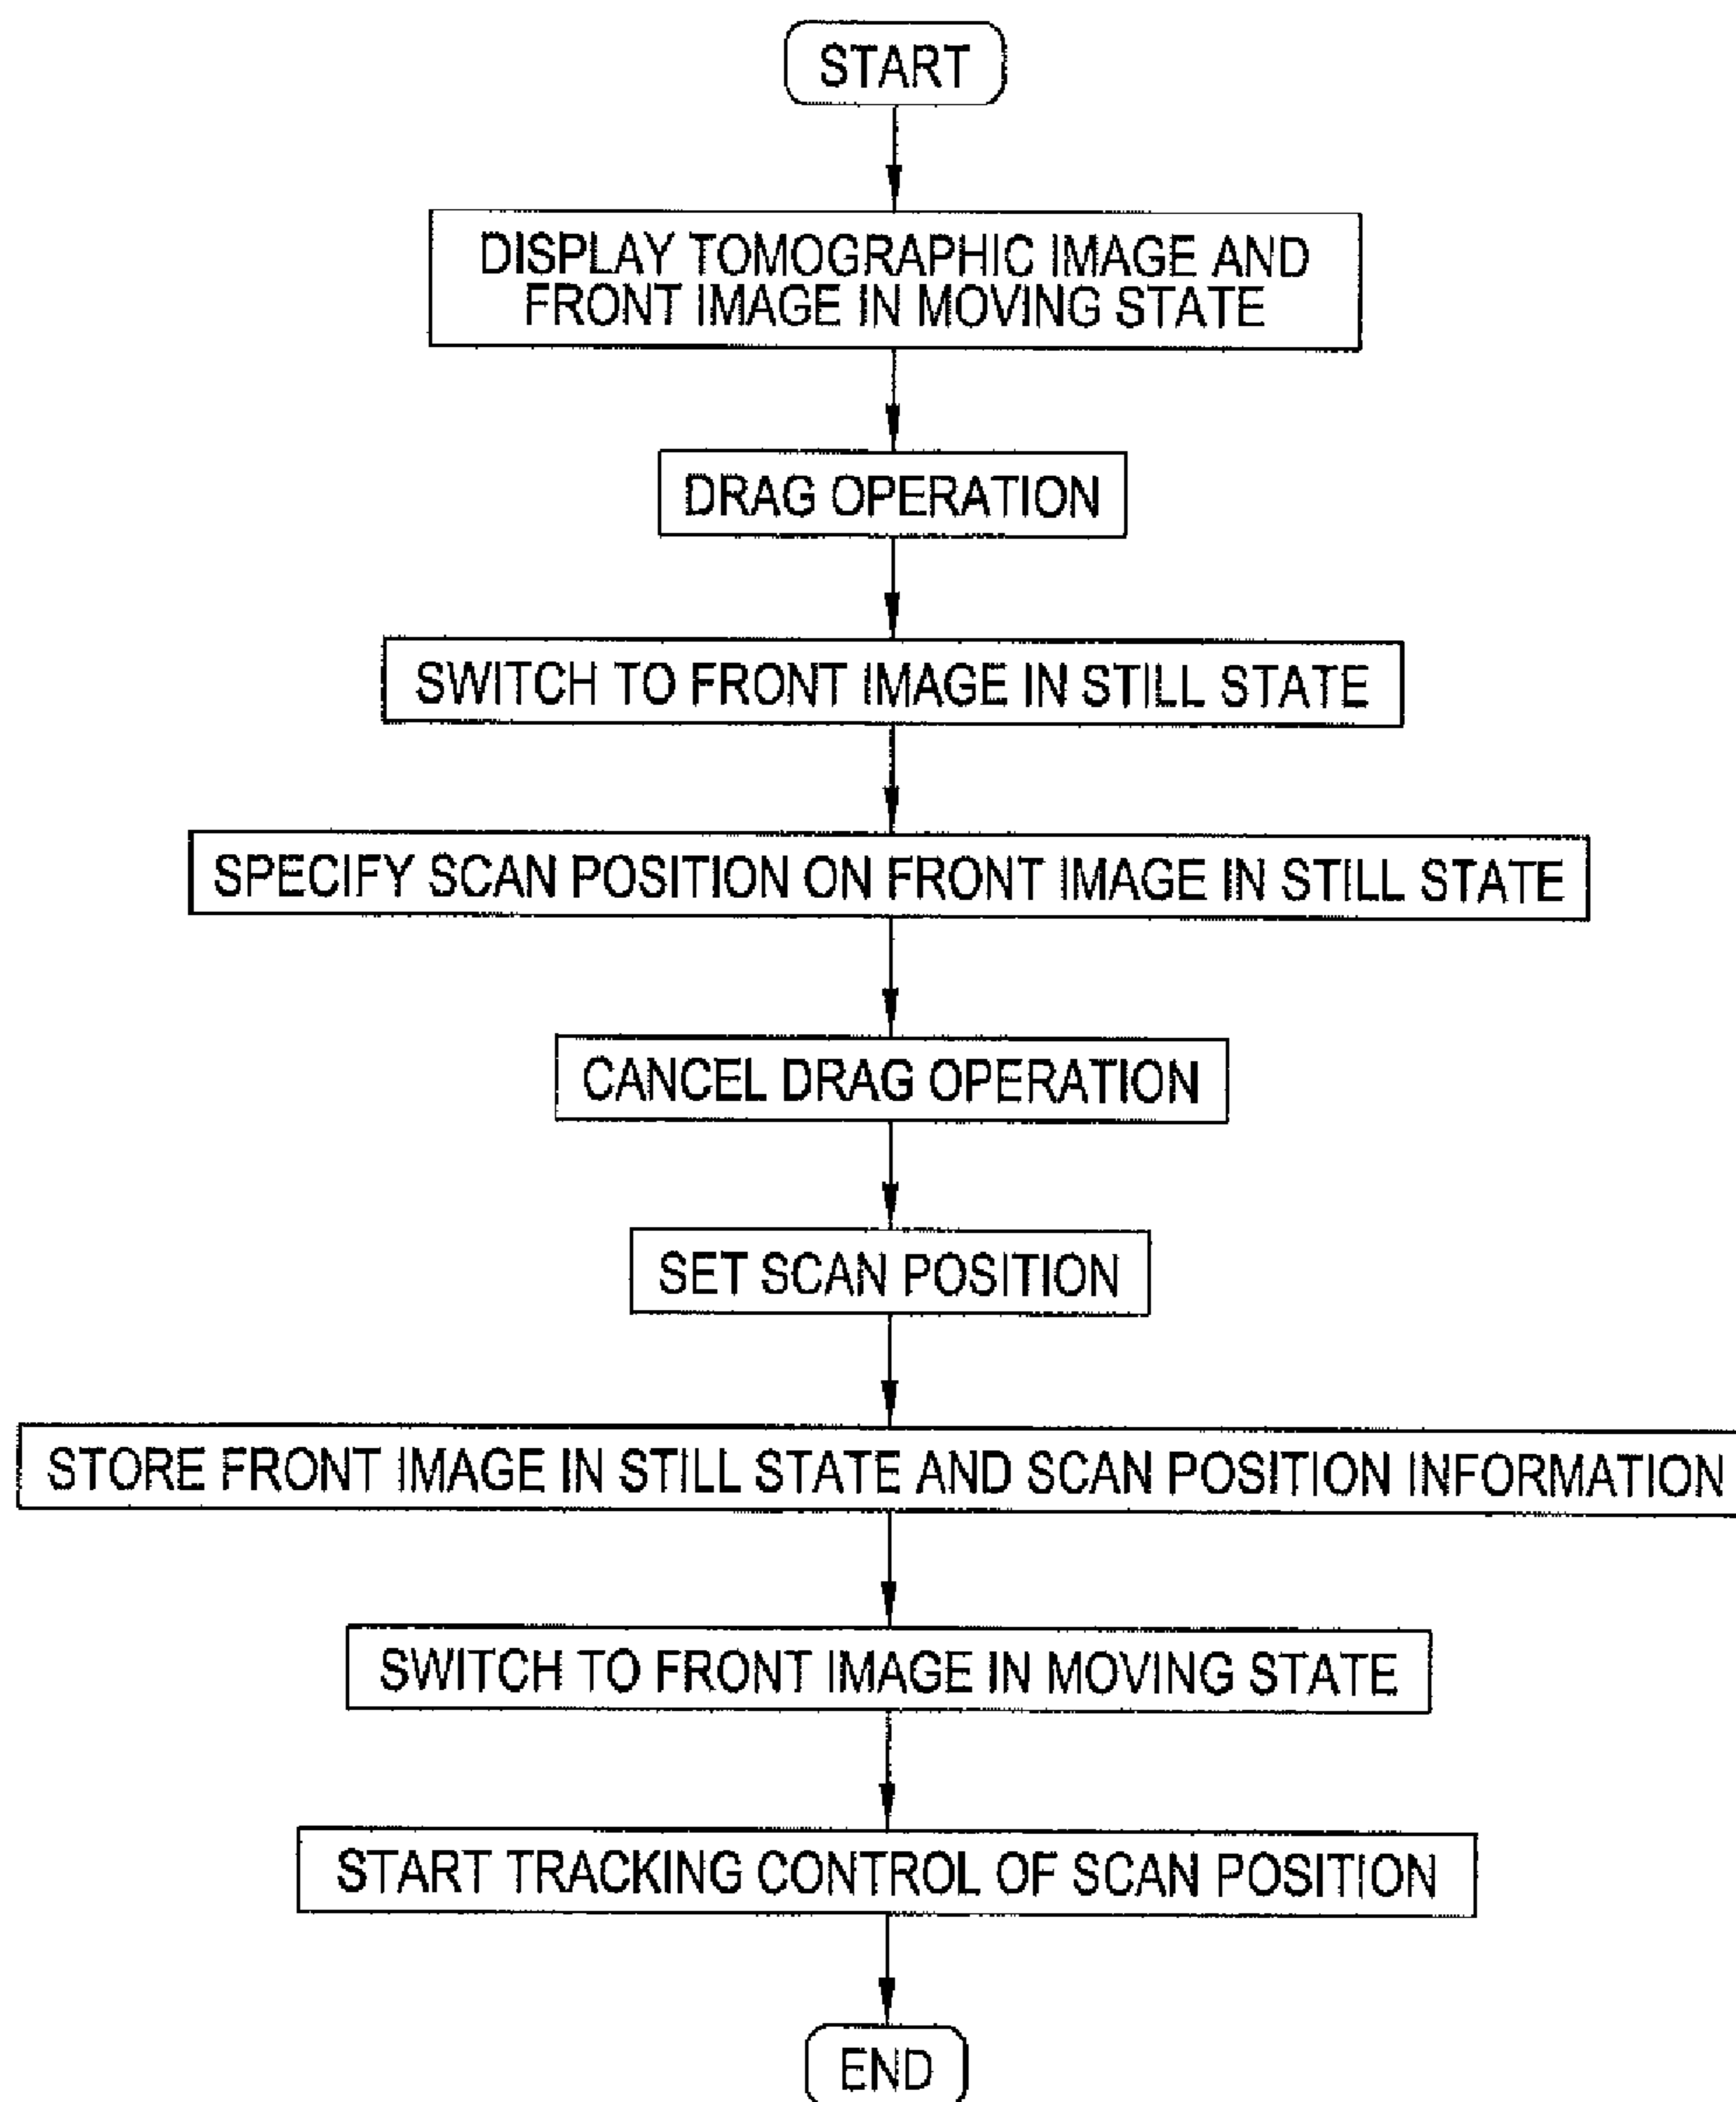 START
DISPLAY TOMOGRAPHIC IMAGE AND
FRONT IMAGE IN MOVING STATE
DRAG OPERATION
SWITCH TO FRONT IMAGE IN STILL STATE
SPECIFY SCAN POSITION ON FRONT IMAGE IN STILL STATE
CANCEL DRAG OPERATION
SET SCAN POSITION
STORE FRONT IMAGE IN STILL STATE AND SCAN POSITION INFORMATION
SWITCH TO FRONT IMAGE IN MOVING STATE
START TRACKING CONTROL OF SCAN POSITION
END